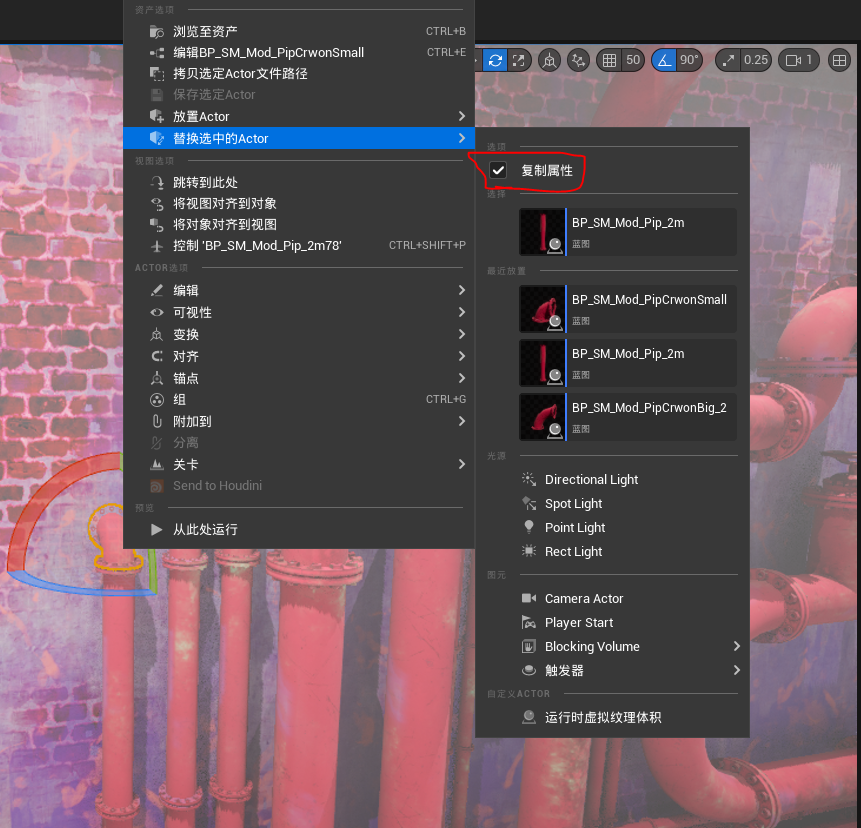 资产选项
浏览至资产 CTRL+B
编辑BP_SM_Mod_PipCrwonSmall CTRL+E
拷贝选定Actor文件路径
保存选定Actor
放置Actor
替换选中的Actor
视图选项
跳转到此处
将视图对齐到对象
将对象对齐到视图
控制 'BP_SM_Mod_Pip_2m78' CTRL+SHIFT+P
ACTOR选项
编辑
可视性
变换
对齐
锚点
组 CTRL+G
附加到
分离
关卡
Send to Houdini
预览
从此处运行
50
90°
0.25
1
选项
复制属性
选择
BP_SM_Mod_Pip_2m
蓝图
最近放置
BP_SM_Mod_PipCrwonSmall
蓝图
BP_SM_Mod_Pip_2m
蓝图
BP_SM_Mod_PipCrwonBig_2
蓝图
光源
Directional Light
Spot Light
Point Light
Rect Light
图元
Camera Actor
Player Start
Blocking Volume
触发器
自定义ACTOR
运行时虚拟纹理体积